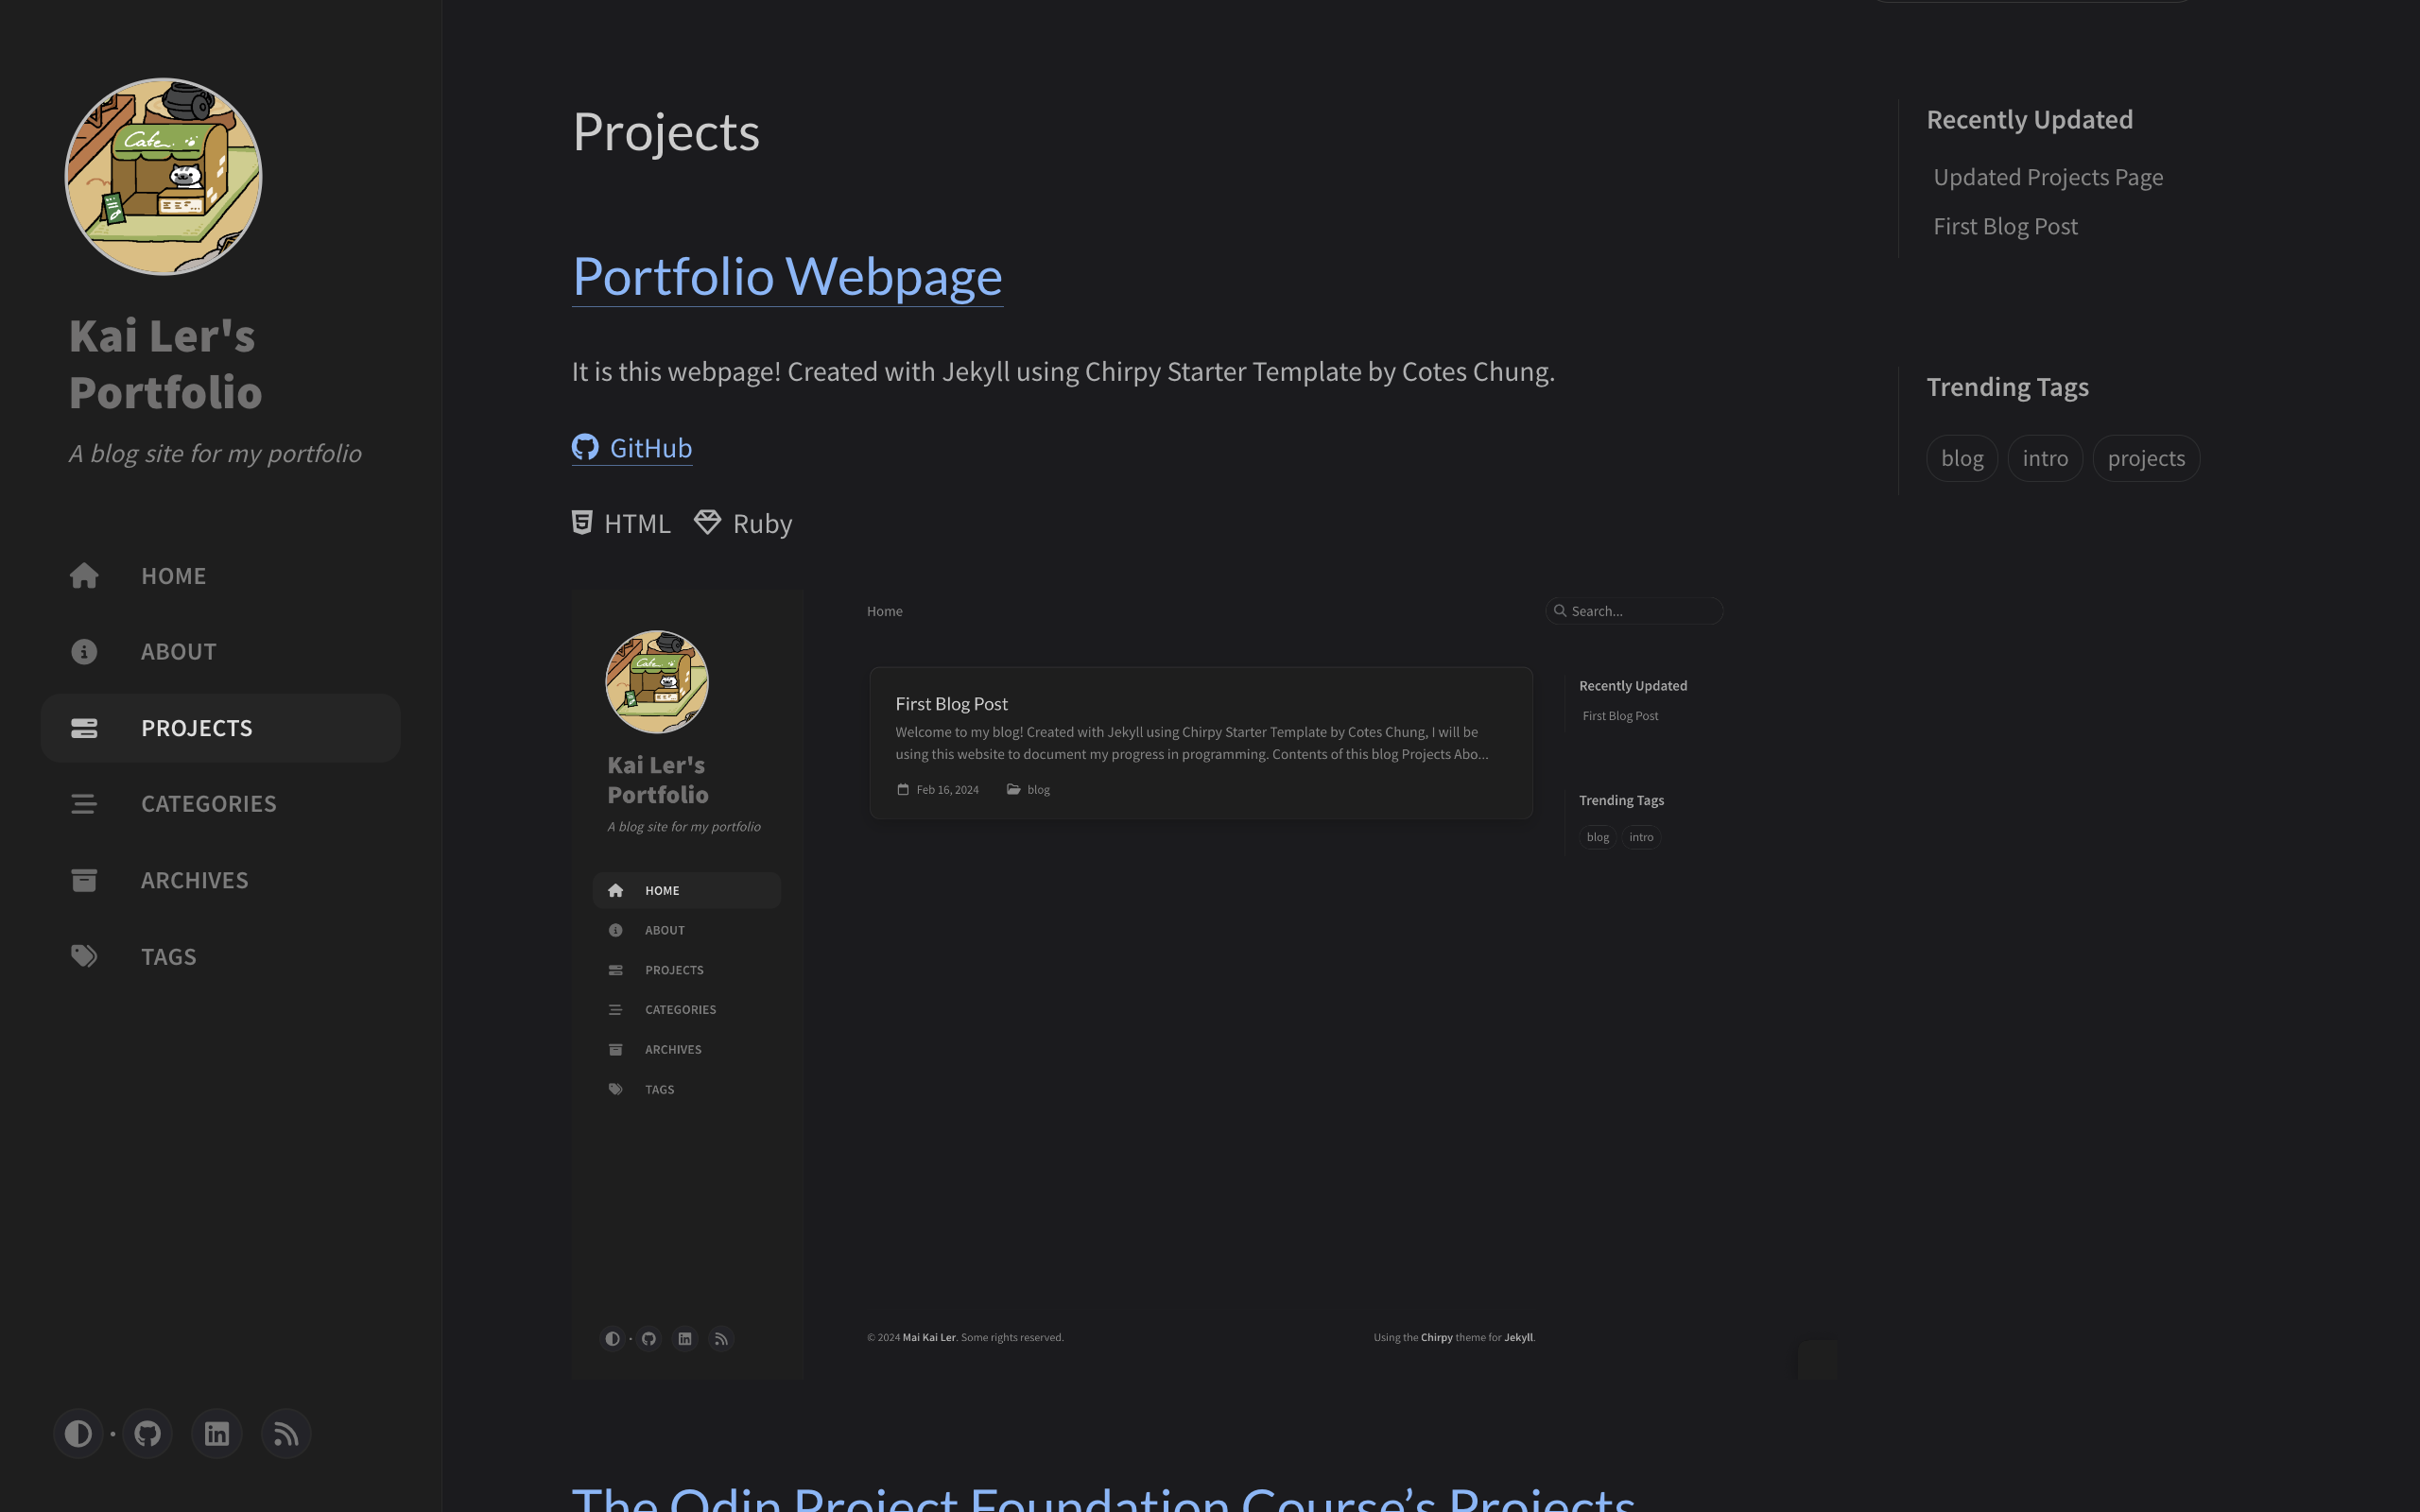 Cafe
Kai Ler's
Portfolio
A blog site for my portfolio
HOME
ABOUT
PROJECTS
CATEGORIES
ARCHIVES
TAGS
Projects
Portfolio Webpage
It is this webpage! Created with Jekyll using Chirpy Starter Template by Cotes Chung.
GitHub
HTML Ruby
Cafe
Kai Ler's
Portfolio
A blog site for my portfolio
HOME
ABOUT
PROJECTS
CATEGORIES
ARCHIVES
TAGS
Home
Search...
First Blog Post
Welcome to my blog! Created with Jekyll using Chirpy Starter Template by Cotes Chung, I will be
using this website to document my progress in programming. Contents of this blog Projects Abo...
Feb 16, 2024 blog
Recently Updated
First Blog Post
Trending Tags
blog intro
© 2024 Mai Kai Ler. Some rights reserved.
Using the Chirpy theme for Jekyll.
The Odin Project Foundation Course’s Projects
Recently Updated
Updated Projects Page
First Blog Post
Trending Tags
blog intro projects